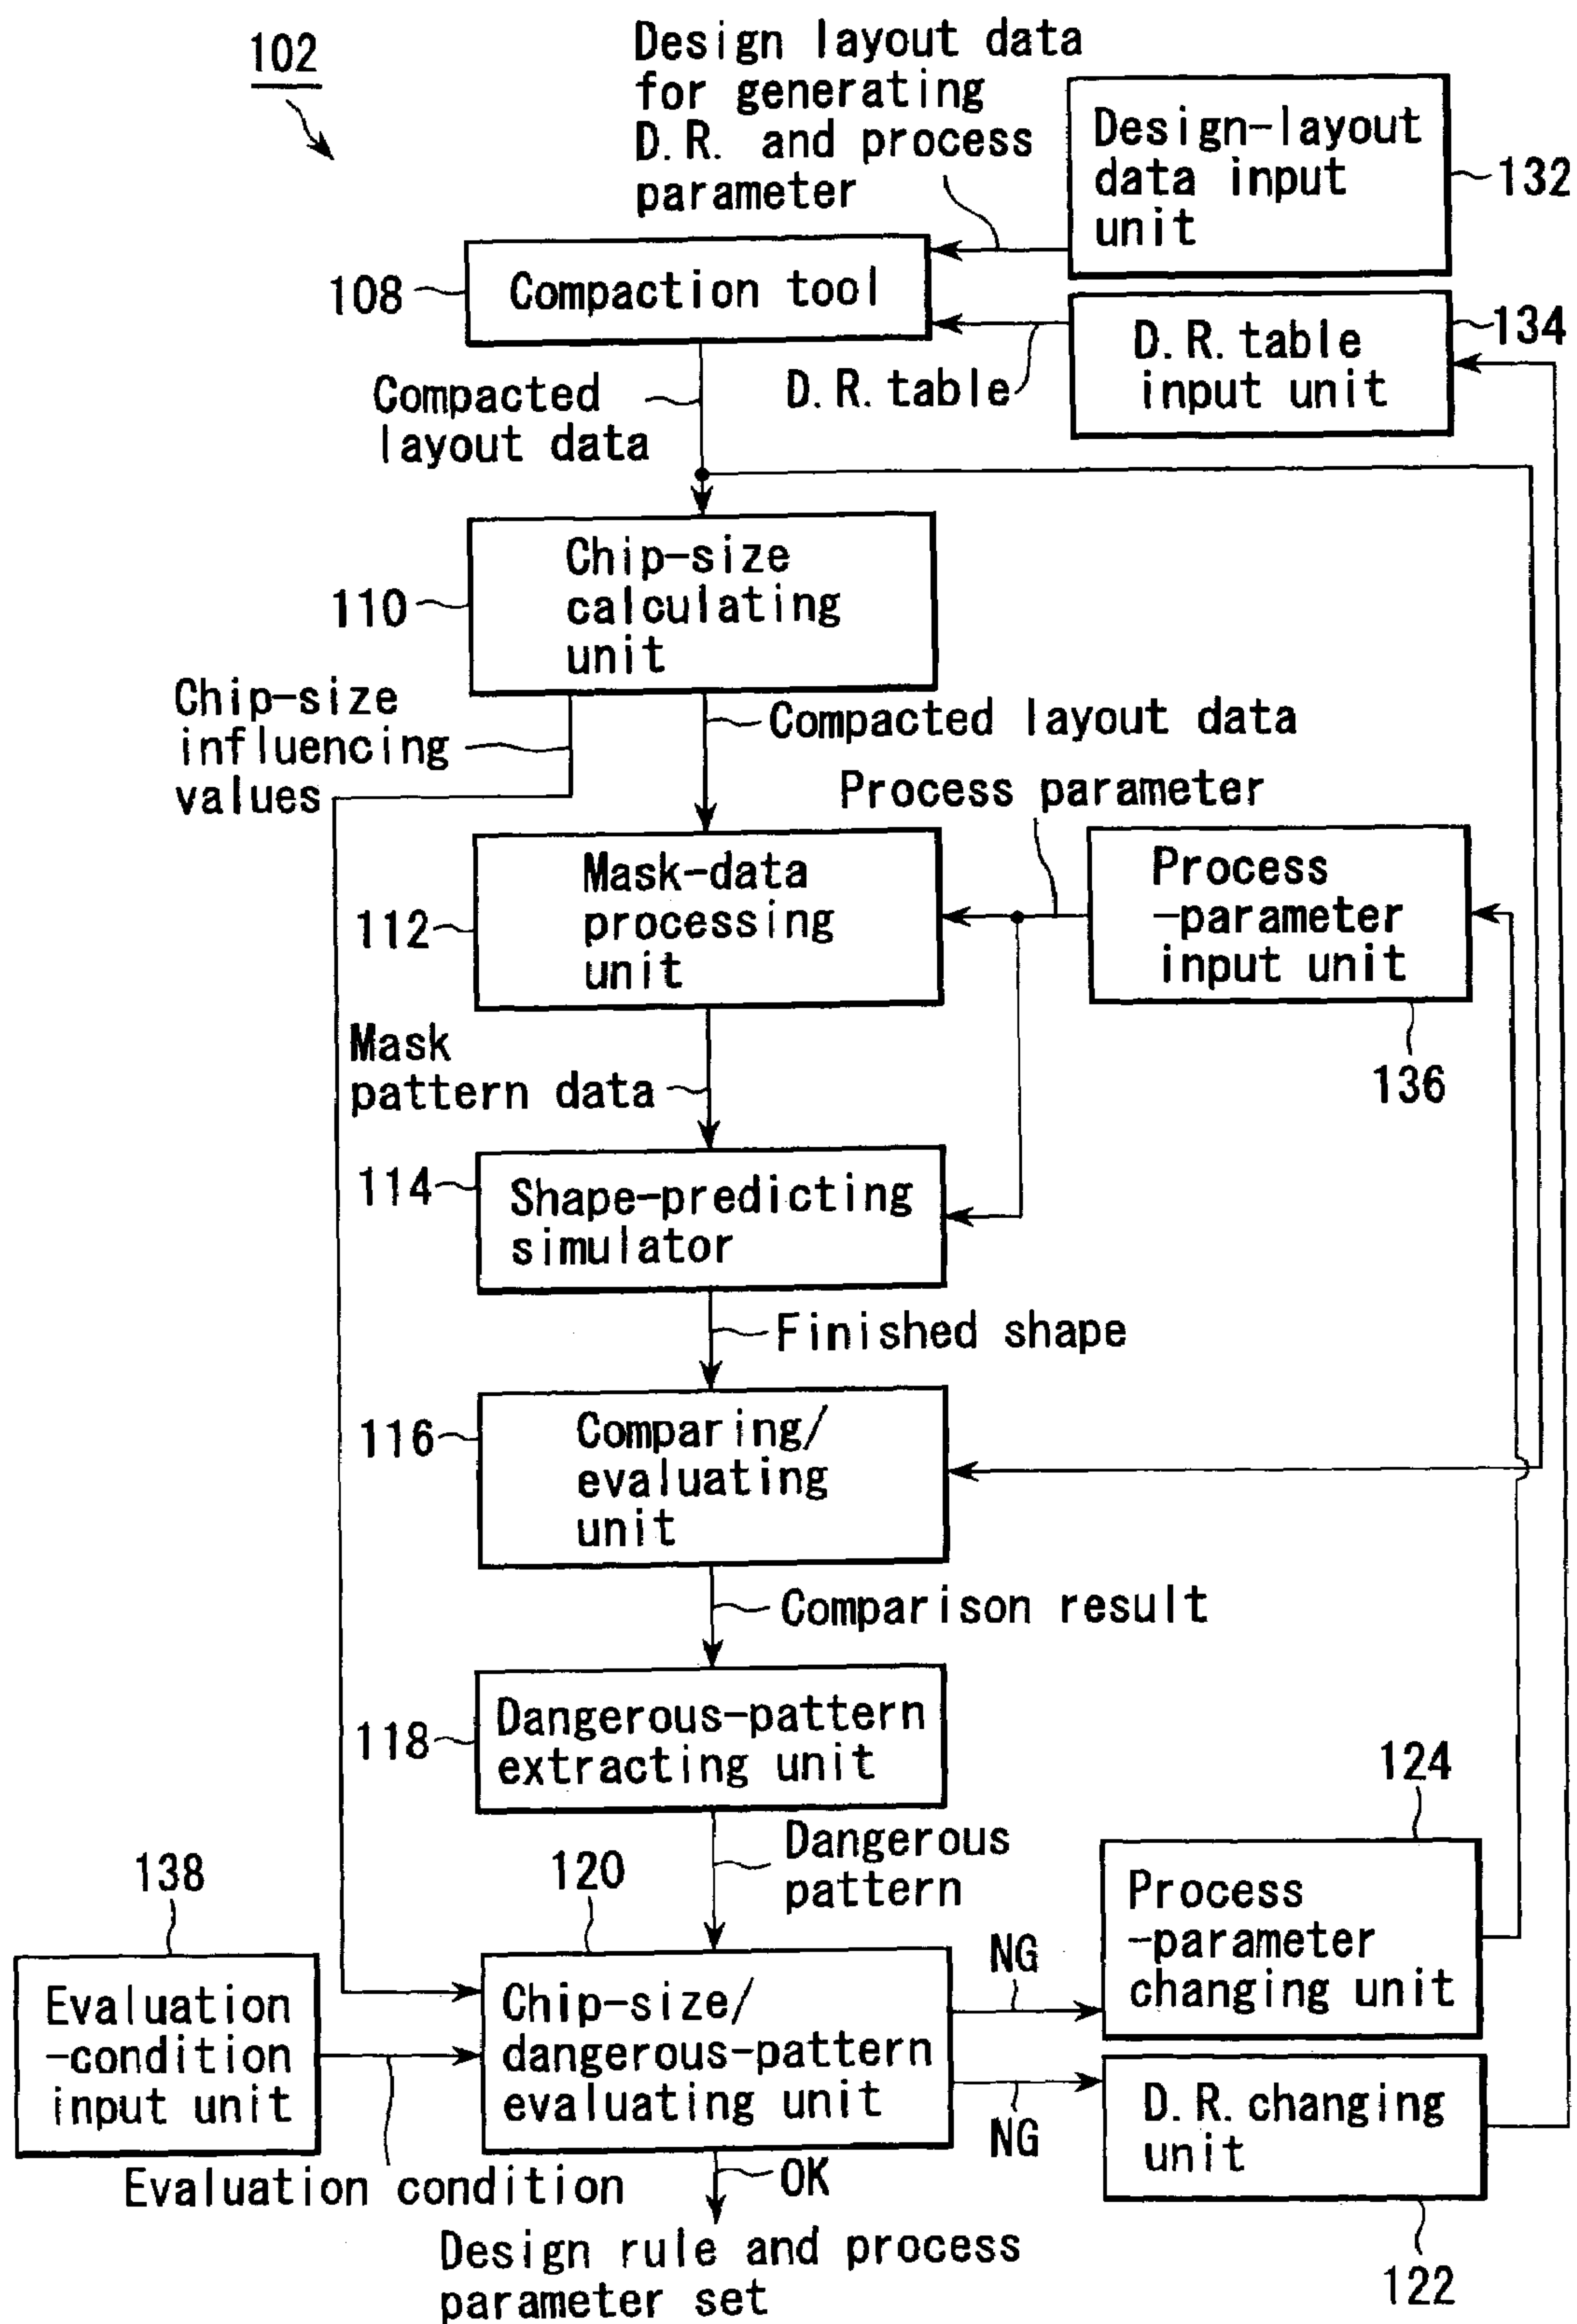 102
Design layout data
for generating
D.R. and process
parameter
Design-layout
data input
unit
132
108
Compaction tool
134
D.R. table
input unit
D.R. table
Compacted
layout data
Chip-size
calculating
unit
110
Chip-size
influencing
values
Compacted layout data
Process parameter
Mask-data
processing
unit
112
Process
-parameter
input unit
136
Mask
pattern data
114
Shape-predicting
simulator
Finished shape
116
Comparing/
evaluating
unit
Comparison result
118
Dangerous-pattern
extracting unit
124
Dangerous
pattern
138
120
Process
-parameter
changing unit
NG
Evaluation
-condition
input unit
Chip-size/
dangerous-pattern
evaluating unit
NG
D.R. changing
unit
Evaluation condition
OK
122
Design rule and process
parameter set